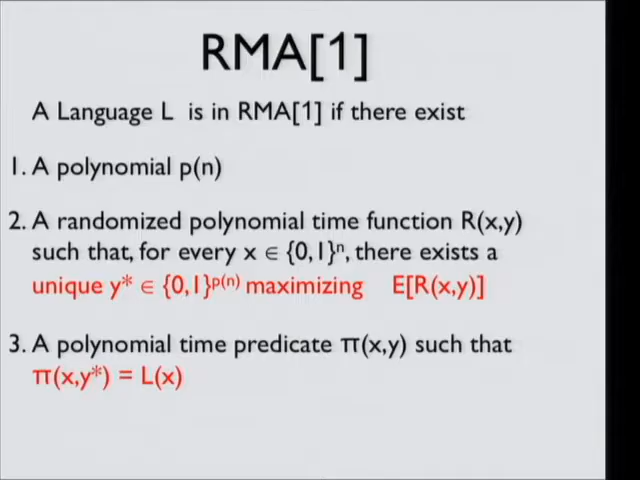 RMA[1]
A Language L is in RMA[1] if there exist
1. A polynomial p(n)
2. A randomized polynomial time function R(x,y)
such that, for every x ∈ {0,1}ⁿ, there exists a
unique y* ∈ {0,1}ᵖ⁽ⁿ⁾ maximizing E[R(x,y)]
3. A polynomial time predicate π(x,y) such that
π(x,y*) = L(x)